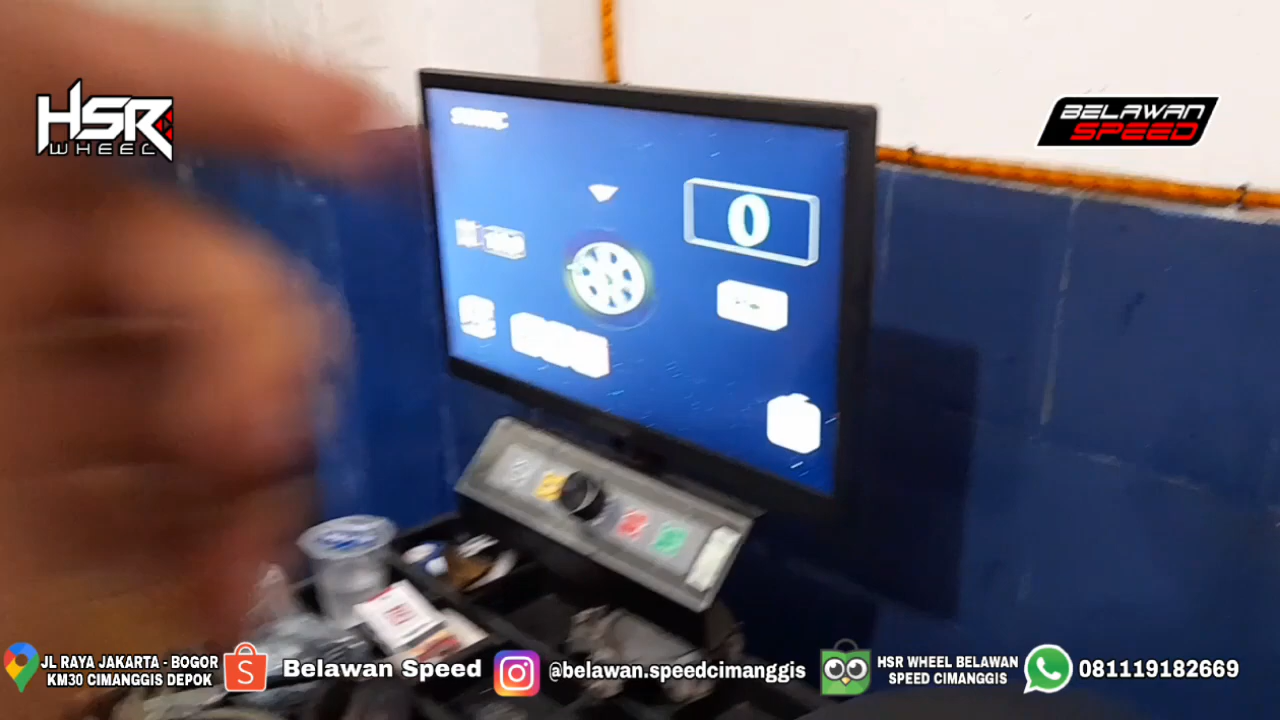 HSR
WHEEL
BELAWAN
SPEED
0
JL RAYA JAKARTA - BOGOR
KM30 CIMANGGIS DEPOK
Belawan Speed
@belawan.speedcimanggis
HSR WHEEL BELAWAN
SPEED CIMANGGIS
081119182669